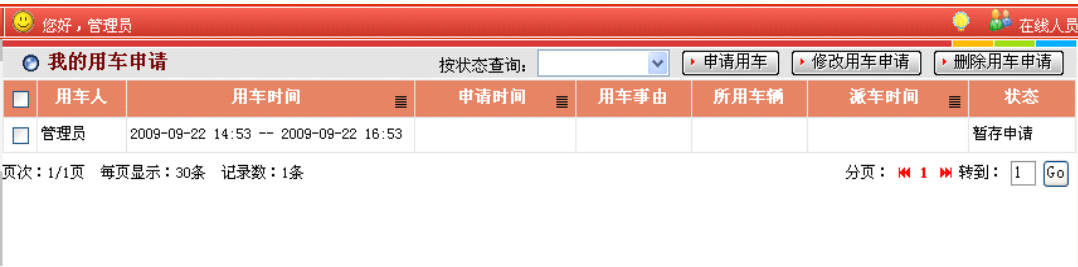 您好，管理员 在线人员
我的用车申请 按状态查询： 申请用车 修改用车申请 删除用车申请
用车人 用车时间 申请时间 用车事由 所用车辆 派车时间 状态
管理员 2009-09-22 14:53 -- 2009-09-22 16:53 暂存申请
页次：1/1页 每页显示：30条 记录数：1条 分页： 1 转到： 1 Go